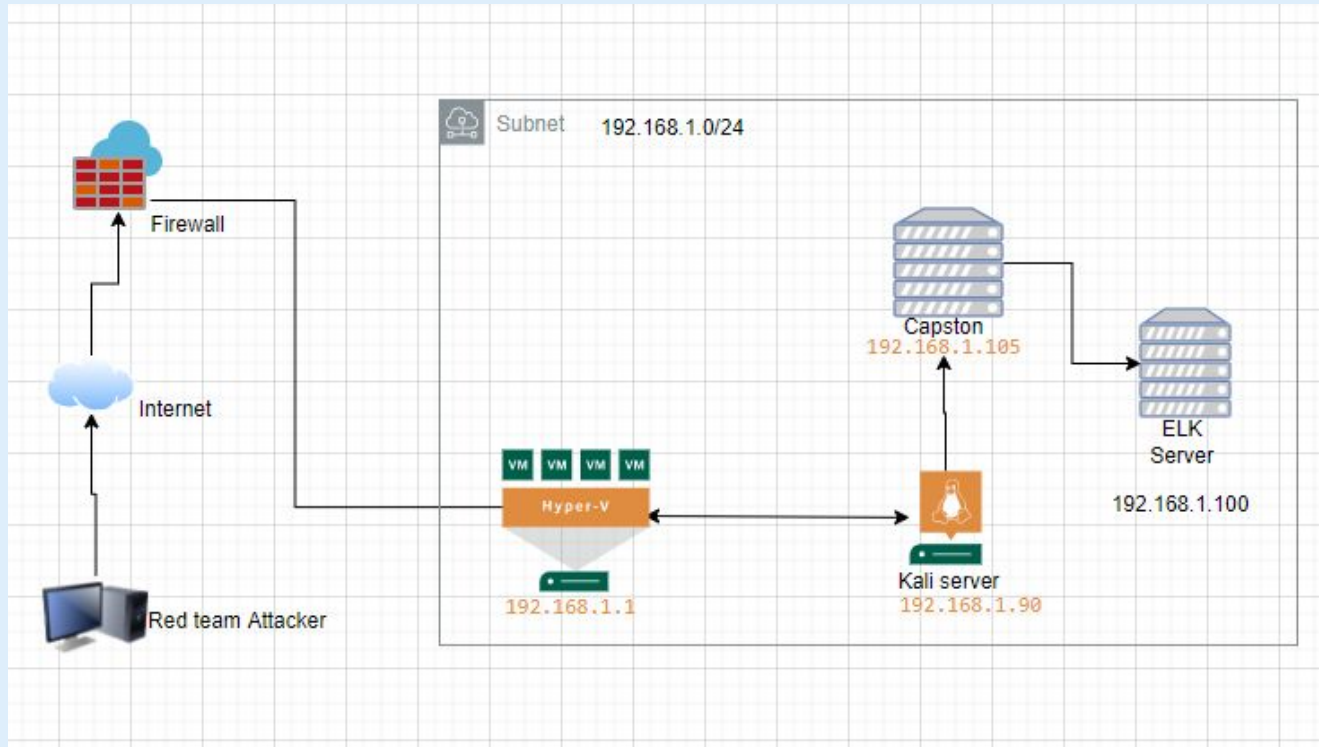 Subnet 192.168.1.0/24
Firewall
Internet
Red team Attacker
VM VM VM VM
Hyper-V
192.168.1.1
Capston
192.168.1.105
ELK
Server
192.168.1.100
Kali server
192.168.1.90